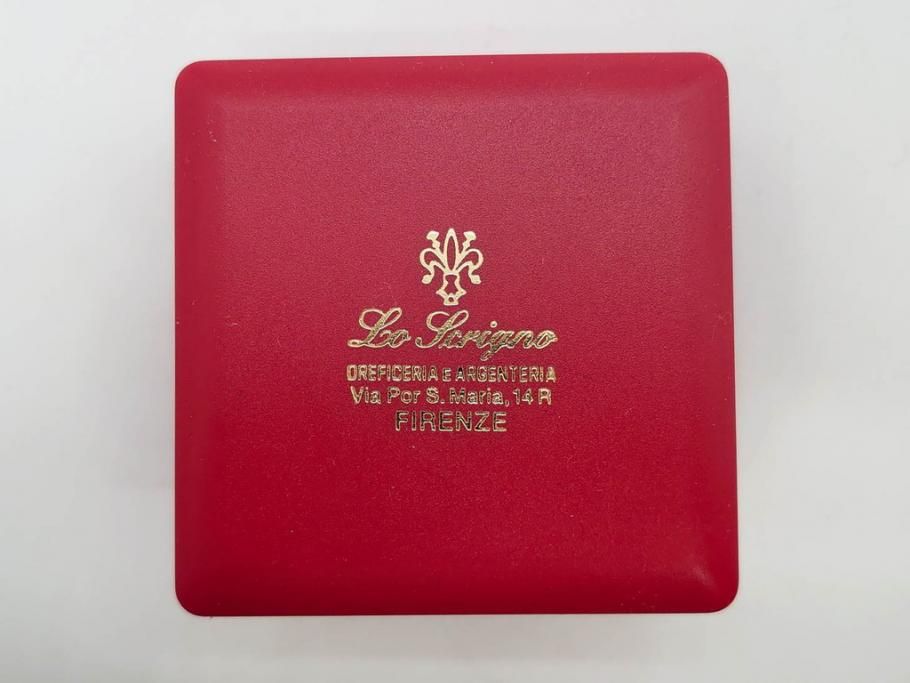 Lo Scrigno
OREFICERIA E ARGENTERIA
Via Por S. Maria, 14 R
FIRENZE